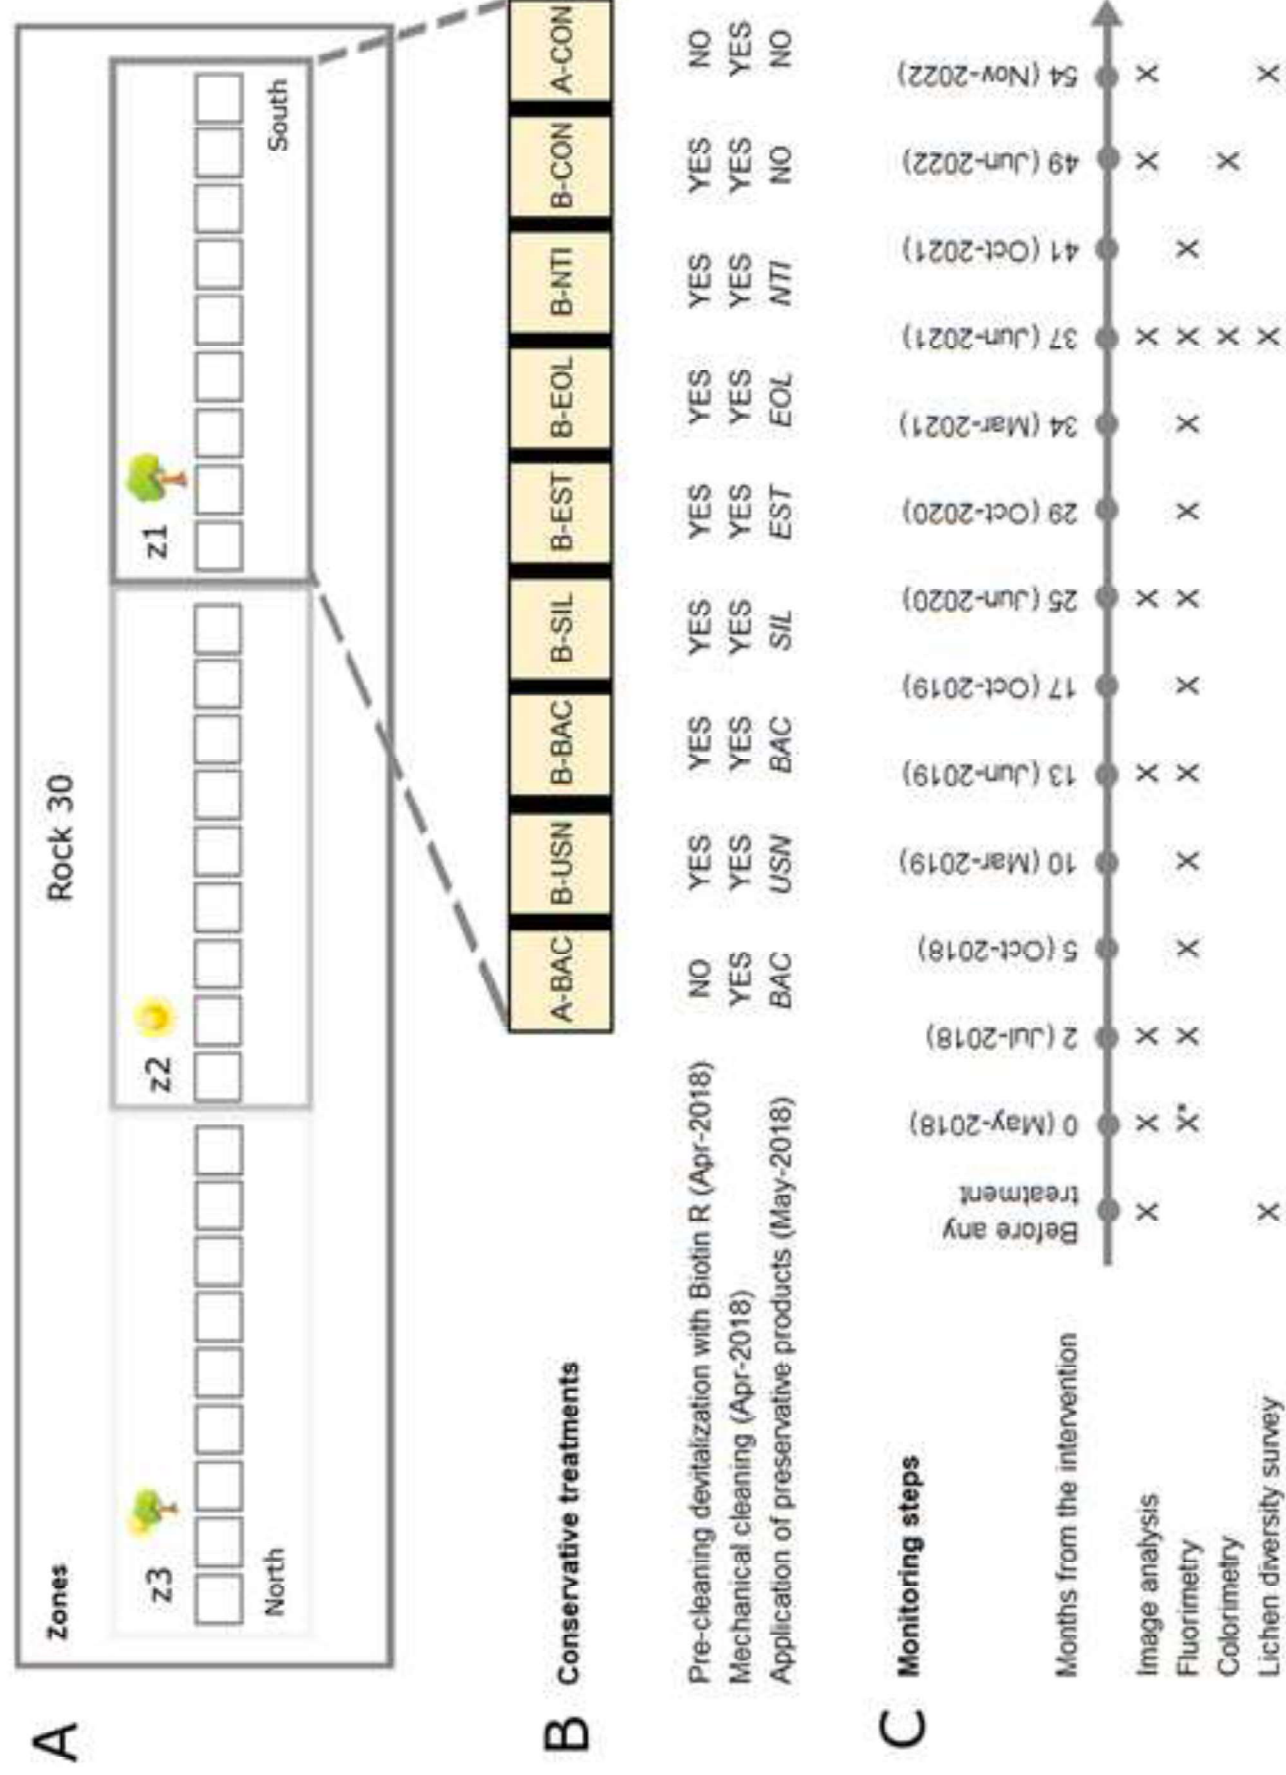 A
Zones
Rock 30
z3
z2
z1
North
South
B
Conservative treatments
A-BAC B-USN B-BAC B-SIL B-EST B-EOL B-NTI B-CON A-CON
Pre-cleaning devitalization with Biotin R (Apr-2018) NO YES YES YES YES YES YES YES NO
Mechanical cleaning (Apr-2018) YES YES YES YES YES YES YES YES YES
Application of preservative products (May-2018) BAC USN BAC SIL EST EOL NTI NO NO
C
Monitoring steps
Months from the intervention
Before any
treatment
0 (May-2018)
2 (Jul-2018)
5 (Oct-2018)
10 (Mar-2019)
13 (Jun-2019)
17 (Oct-2019)
25 (Jun-2020)
29 (Oct-2020)
34 (Mar-2021)
37 (Jun-2021)
41 (Oct-2021)
49 (Jun-2022)
54 (Nov-2022)
Image analysis X X X X X X X X
Fluorimetry X* X X X X X X X X X X
Colorimetry X X
Lichen diversity survey X X X